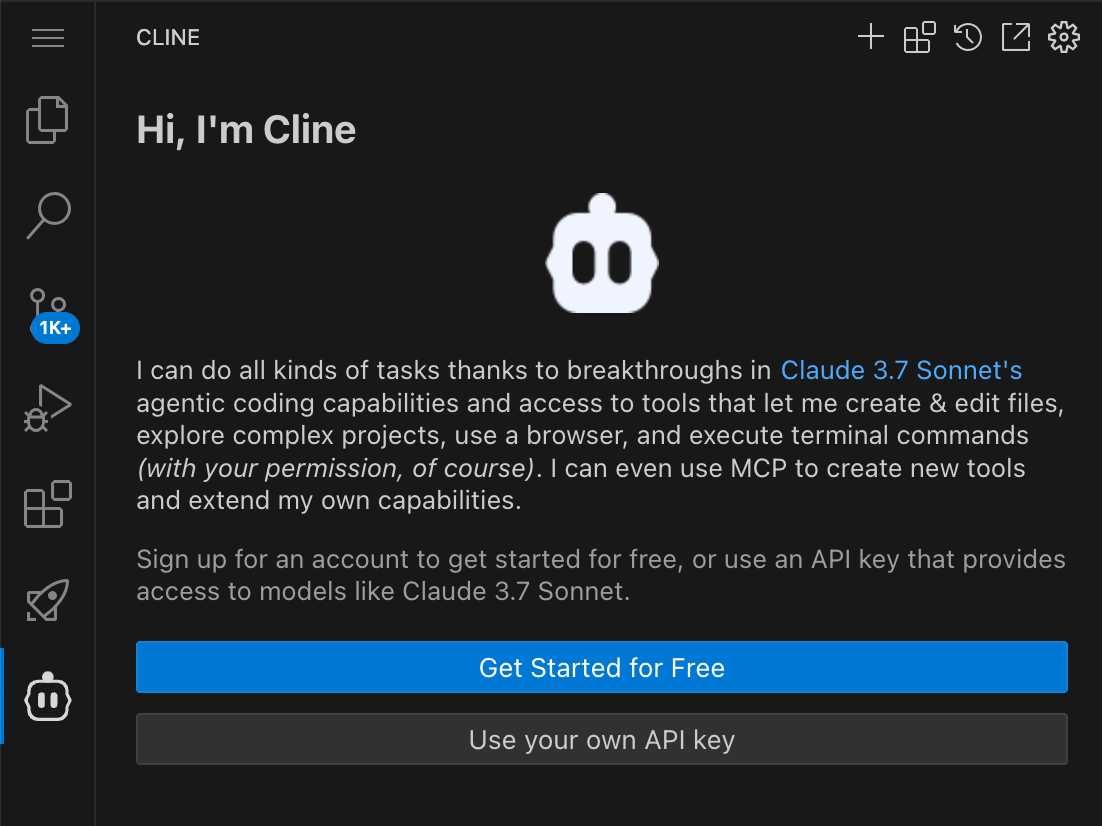 CLINE
Hi, I'm Cline
1K+
I can do all kinds of tasks thanks to breakthroughs in Claude 3.7 Sonnet's
agentic coding capabilities and access to tools that let me create & edit files,
explore complex projects, use a browser, and execute terminal commands
(with your permission, of course). I can even use MCP to create new tools
and extend my own capabilities.
Sign up for an account to get started for free, or use an API key that provides
access to models like Claude 3.7 Sonnet.
Get Started for Free
Use your own API key